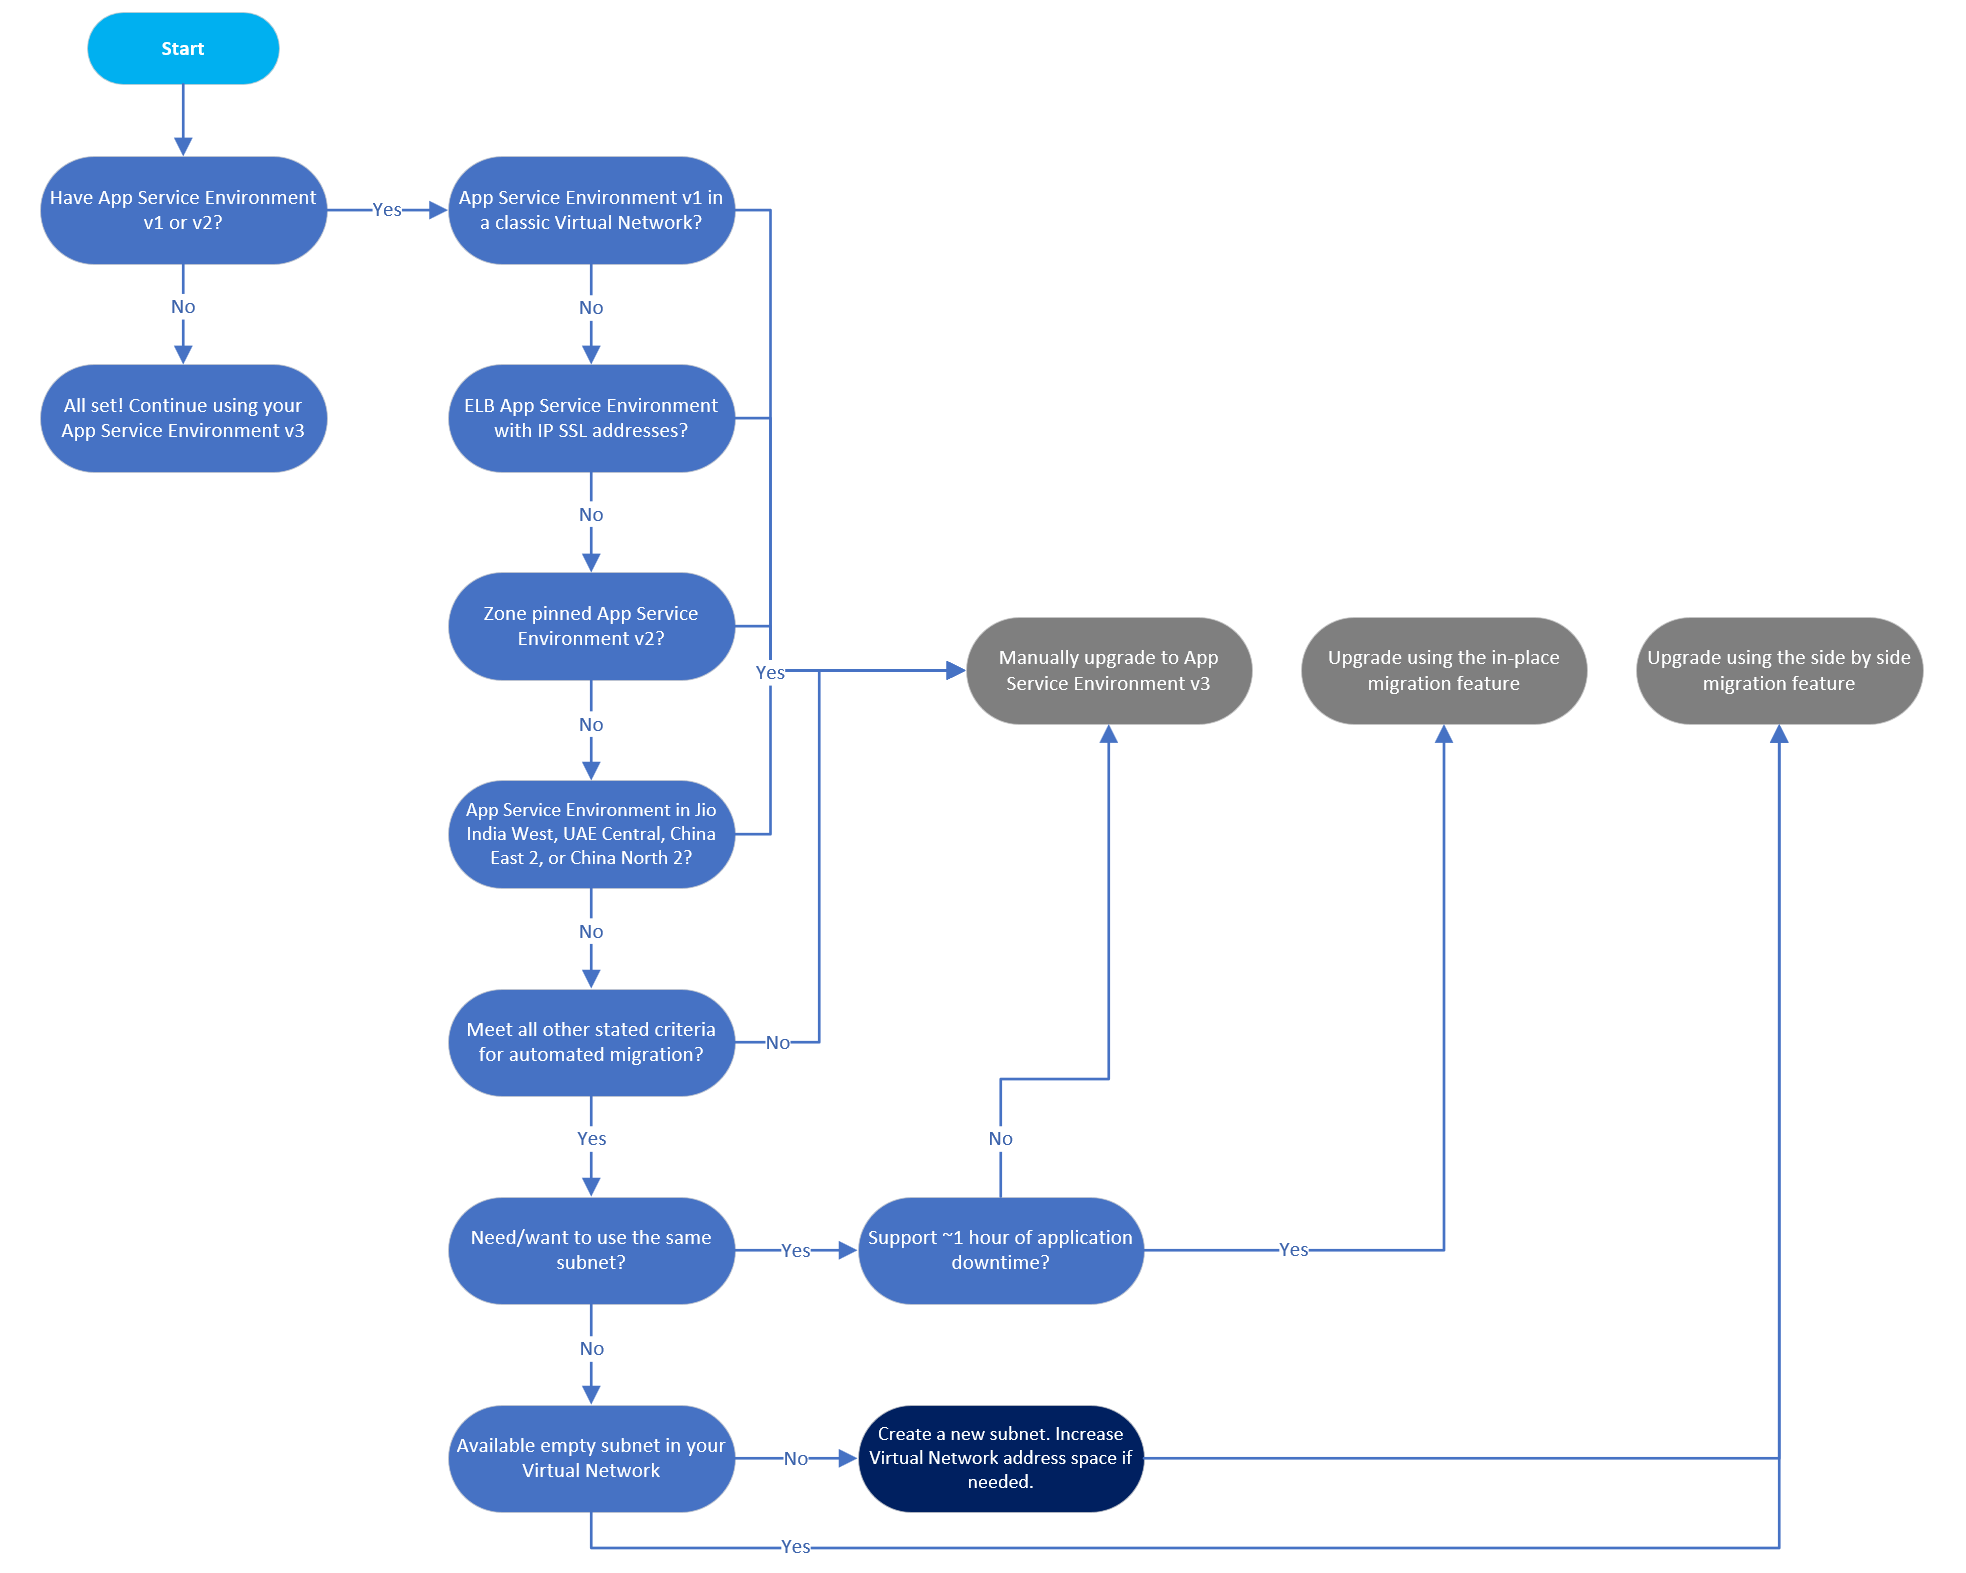 Start
Have App Service Environment
v1 or v2?
Yes
App Service Environment v1 in
a classic Virtual Network?
No
No
All set! Continue using your
App Service Environment v3
ELB App Service Environment
with IP SSL addresses?
No
Zone pinned App Service
Environment v2?
Yes
Manually upgrade to App
Service Environment v3
Upgrade using the in-place
migration feature
Upgrade using the side by side
migration feature
No
App Service Environment in Jio
India West, UAE Central, China
East 2, or China North 2?
No
Meet all other stated criteria
for automated migration?
No
Yes
No
Need/want to use the same
subnet?
Yes
Support ~1 hour of application
downtime?
Yes
No
Available empty subnet in your
Virtual Network
No
Create a new subnet. Increase
Virtual Network address space if
needed.
Yes